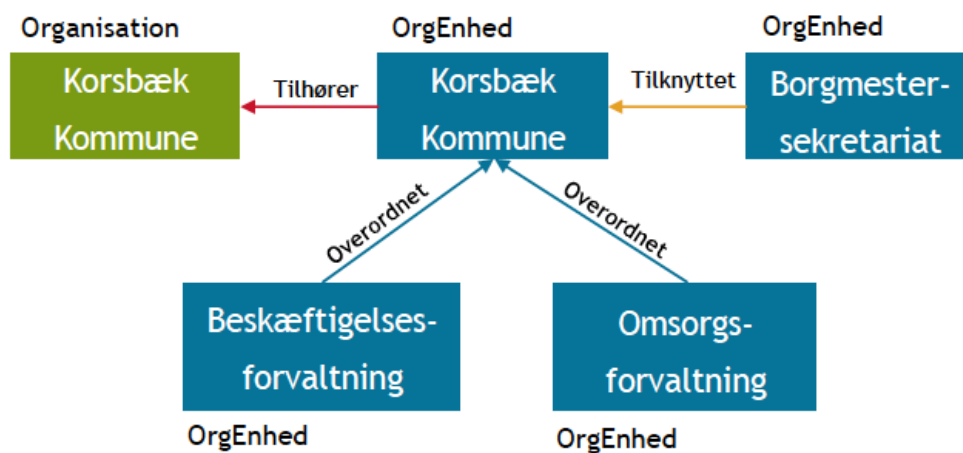 Organisation
OrgEnhed
OrgEnhed
Korsbæk
Kommune
Tilhører
Korsbæk
Kommune
Tilknyttet
Borgmester-
sekretariat
Overordnet
Overordnet
Beskæftigelses-
forvaltning
Omsorgs-
forvaltning
OrgEnhed
OrgEnhed